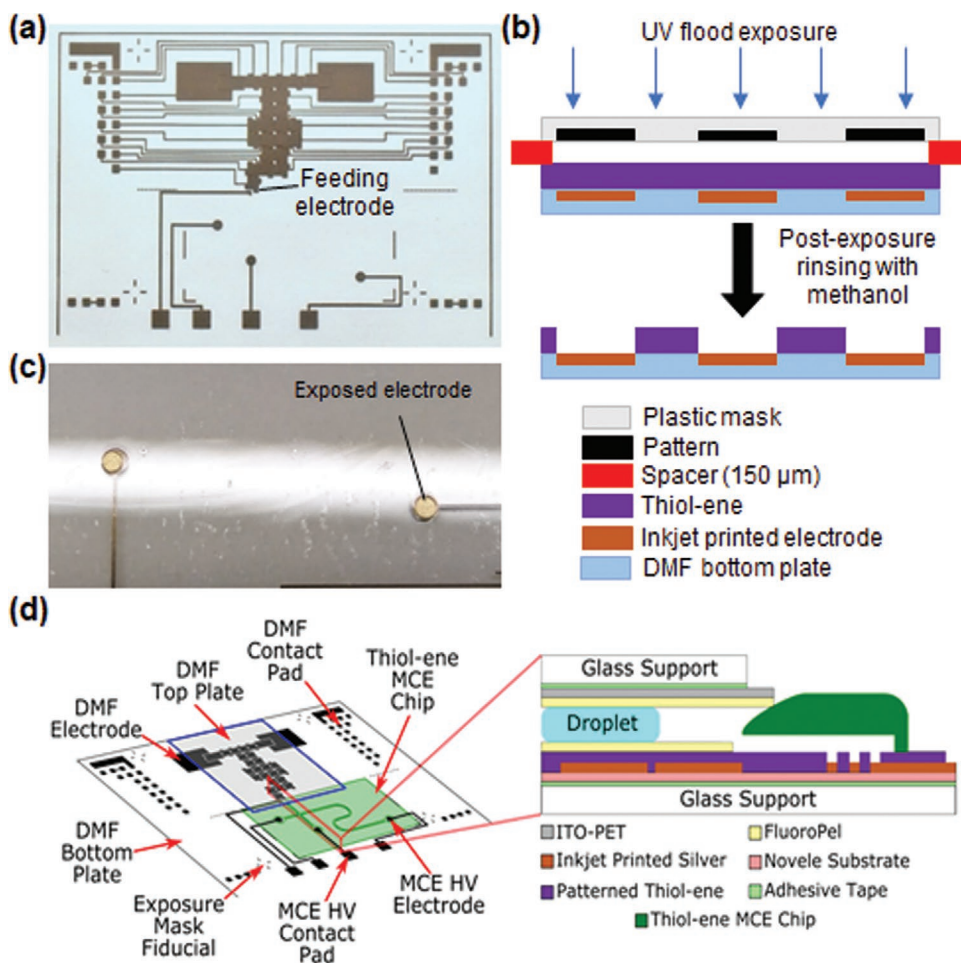 (a)
Feeding
electrode
(b)
UV flood exposure
Post-exposure
rinsing with
methanol
Plastic mask
Pattern
Spacer (150 µm)
Thiol-ene
Inkjet printed electrode
DMF bottom plate
(c)
Exposed electrode
(d)
DMF
Contact
Pad
Thiol-ene
MCE
Chip
DMF
Top Plate
DMF
Electrode
DMF
Bottom
Plate
Exposure
Mask
Fiducial
MCE HV
Contact
Pad
MCE HV
Electrode
Glass Support
Droplet
Glass Support
ITO-PET
FluoroPel
Inkjet Printed Silver
Novele Substrate
Patterned Thiol-ene
Adhesive Tape
Thiol-ene MCE Chip